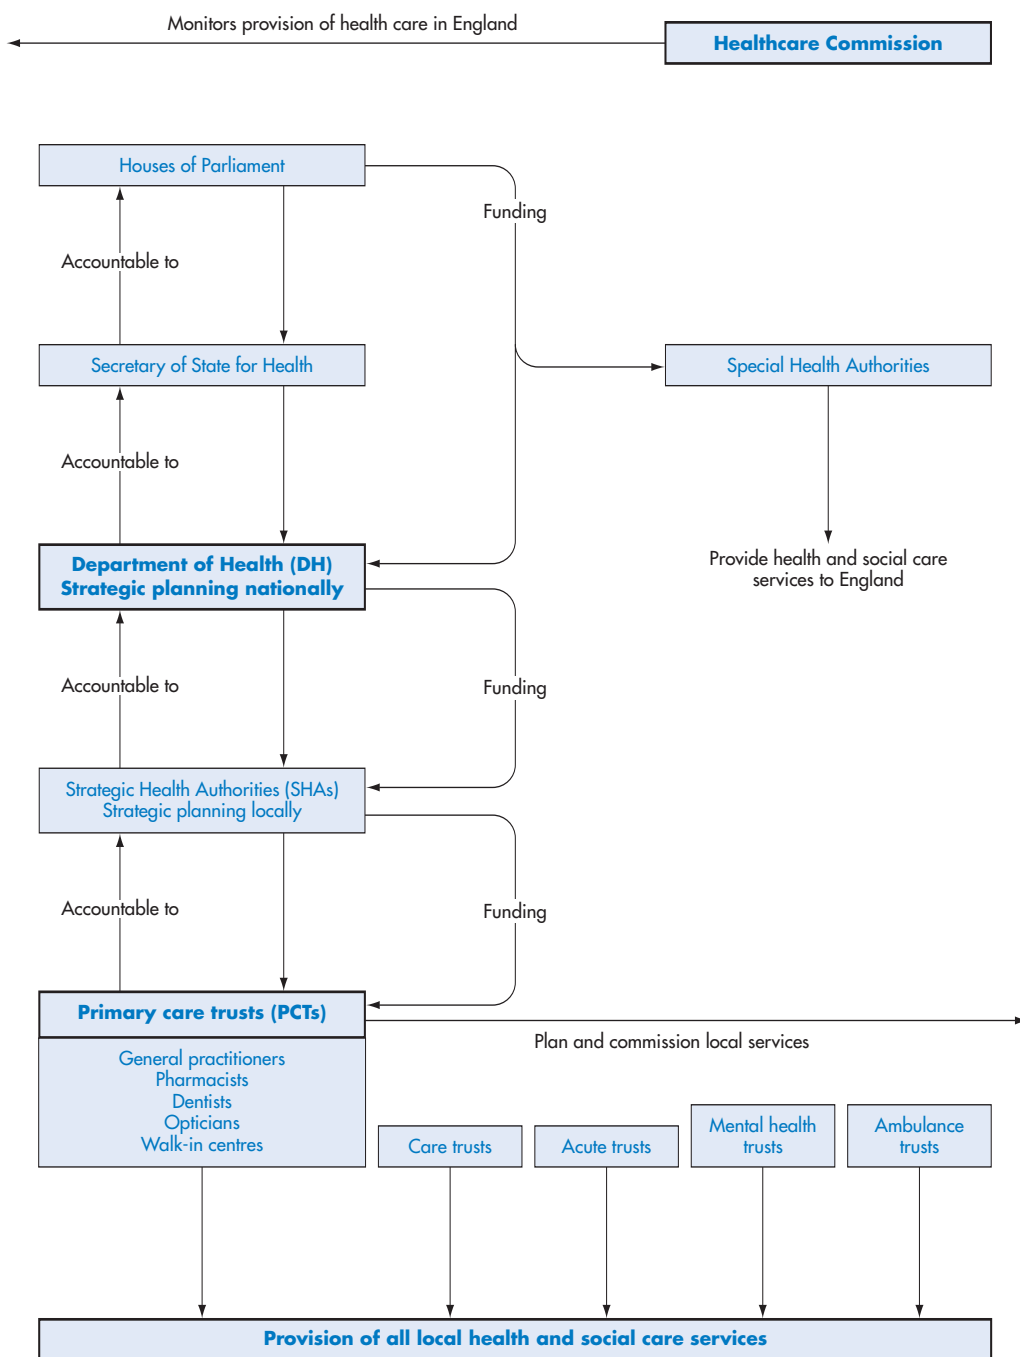 Monitors provision of health care in England
Healthcare Commission
Houses of Parliament
Funding
Accountable to
Secretary of State for Health
Special Health Authorities
Accountable to
Department of Health (DH)
Strategic planning nationally
Provide health and social care
services to England
Accountable to
Funding
Strategic Health Authorities (SHAs)
Strategic planning locally
Accountable to
Funding
Primary care trusts (PCTs)
Plan and commission local services
General practitioners
Pharmacists
Dentists
Opticians
Walk-in centres
Care trusts
Acute trusts
Mental health
trusts
Ambulance
trusts
Provision of all local health and social care services